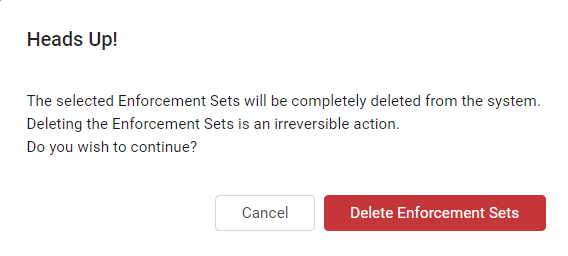 Heads Up!
The selected Enforcement Sets will be completely deleted from the system.
Deleting the Enforcement Sets is an irreversible action.
Do you wish to continue?
Cancel
Delete Enforcement Sets